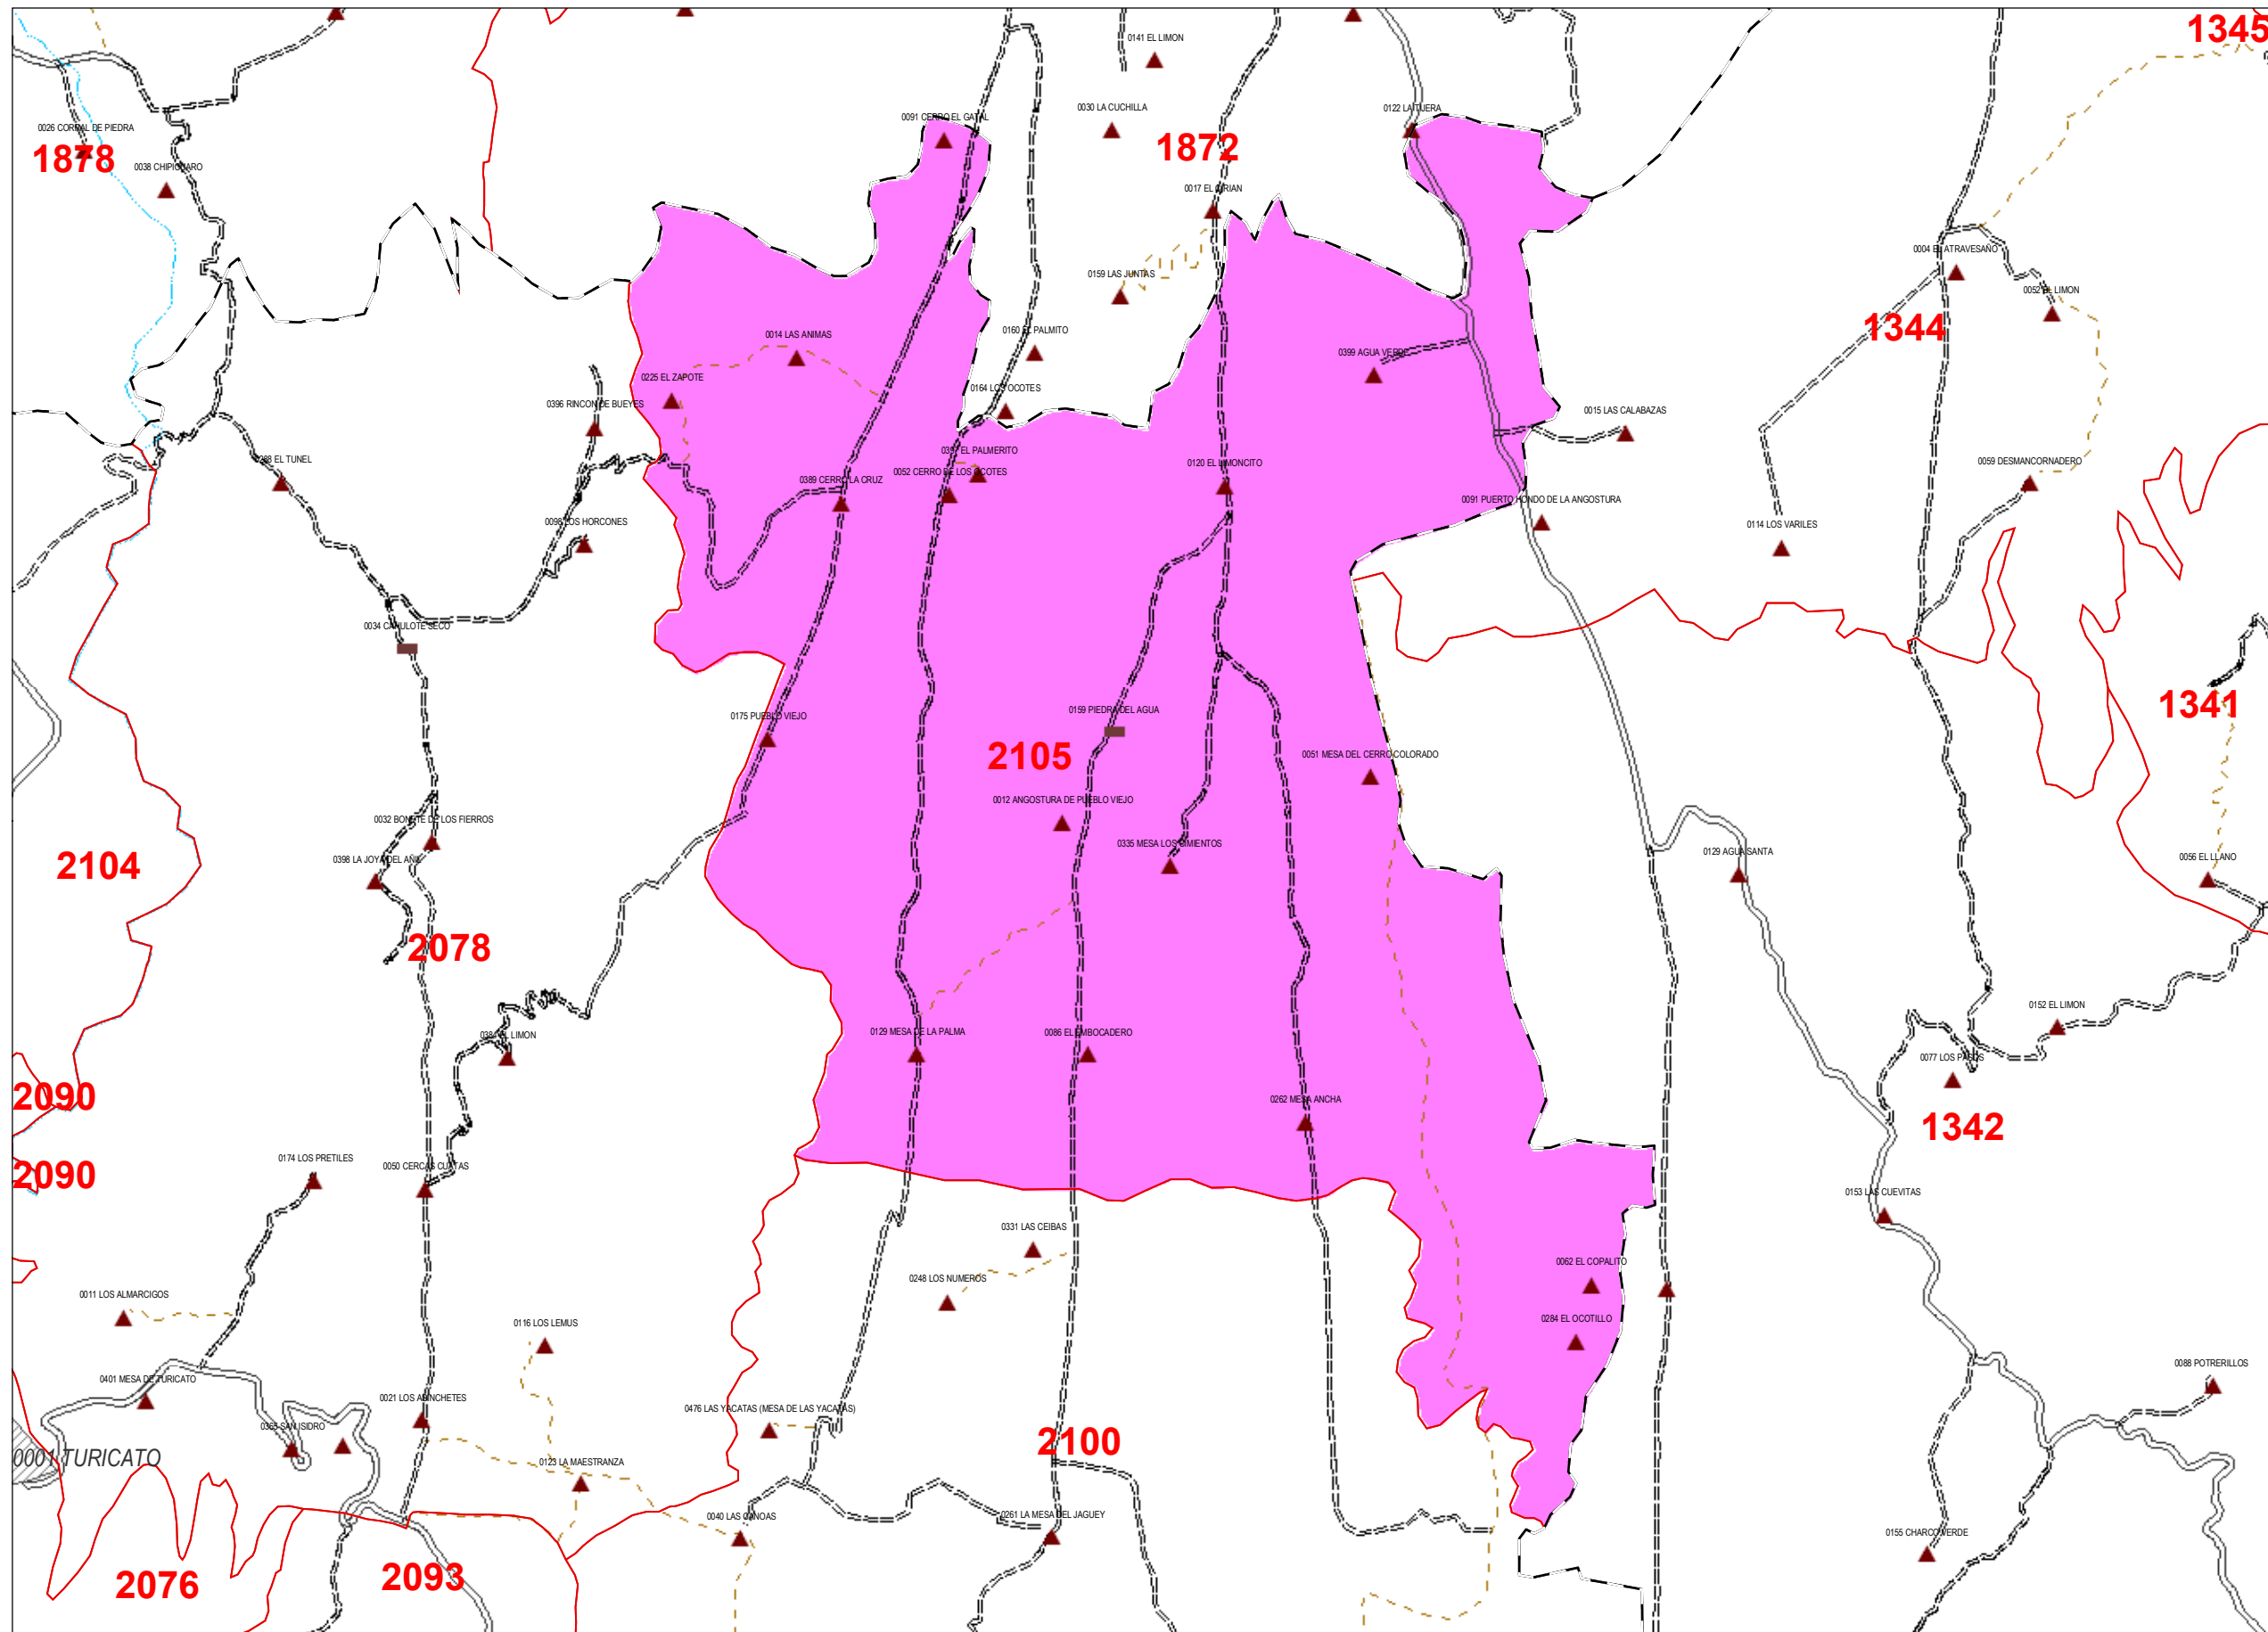 1345
0141 EL LIMON
0030 LA CUCHILLA
0122 LA TUERA
0026 CORRAL DE PIEDRA
0091 CERRO EL GATAL
1872
1878
0038 CHIPICUARO
0017 EL CIRIAN
0004 EL ATRAVESAÑO
0159 LAS JUNTAS
0052 EL LIMON
1344
0160 EL PALMITO
0014 LAS ANIMAS
0399 AGUA VERDE
0225 EL ZAPOTE
0164 LOS OCOTES
0396 RINCON DE BUEYES
0015 LAS CALABAZAS
EL PALMERITO
EL TUNEL
0120 EL LIMONCITO
0059 DESMANCORNADERO
0052 CERRO DE LOS OCOTES
0389 CERRO LA CRUZ
0091 PUERTO HONDO DE LA ANGOSTURA
0098 LOS HORCONES
0114 LOS VARILES
0034 CAHULOTE SECO
1341
0159 PIEDRA DEL AGUA
0175 PUEBLO VIEJO
2105
0051 MESA DEL CERRO COLORADO
0012 ANGOSTURA DE PUEBLO VIEJO
0032 BONETE DE LOS FIERROS
0335 MESA LOS CIMIENTOS
0129 AGUA SANTA
0398 LA JOYA DEL AÑIL
2104
0056 EL LLANO
2078
0152 EL LIMON
0129 MESA DE LA PALMA
0086 EL EMBOCADERO
EL LIMON
0077 LOS PASOS
2090
0262 MESA ANCHA
1342
0174 LOS PRETILES
0050 CERCAS CUATAS
2090
0153 LAS CUEVITAS
0331 LAS CEIBAS
0062 EL COPALITO
0248 LOS NUMEROS
0011 LOS ALMARCIGOS
0284 EL OCOTILLO
0116 LOS LEMUS
0088 POTRERILLOS
0401 MESA DE TURICATO
0021 LOS
0476 LAS YACATAS (MESA DE LAS YACATAS)
0365 SAN ISIDRO
2100
0001 TURICATO
0123 LA MAESTRANZA
0040 LAS CANOAS
0261 LA MESA DEL JAGUEY
0155 CHARCO VERDE
2093
2076